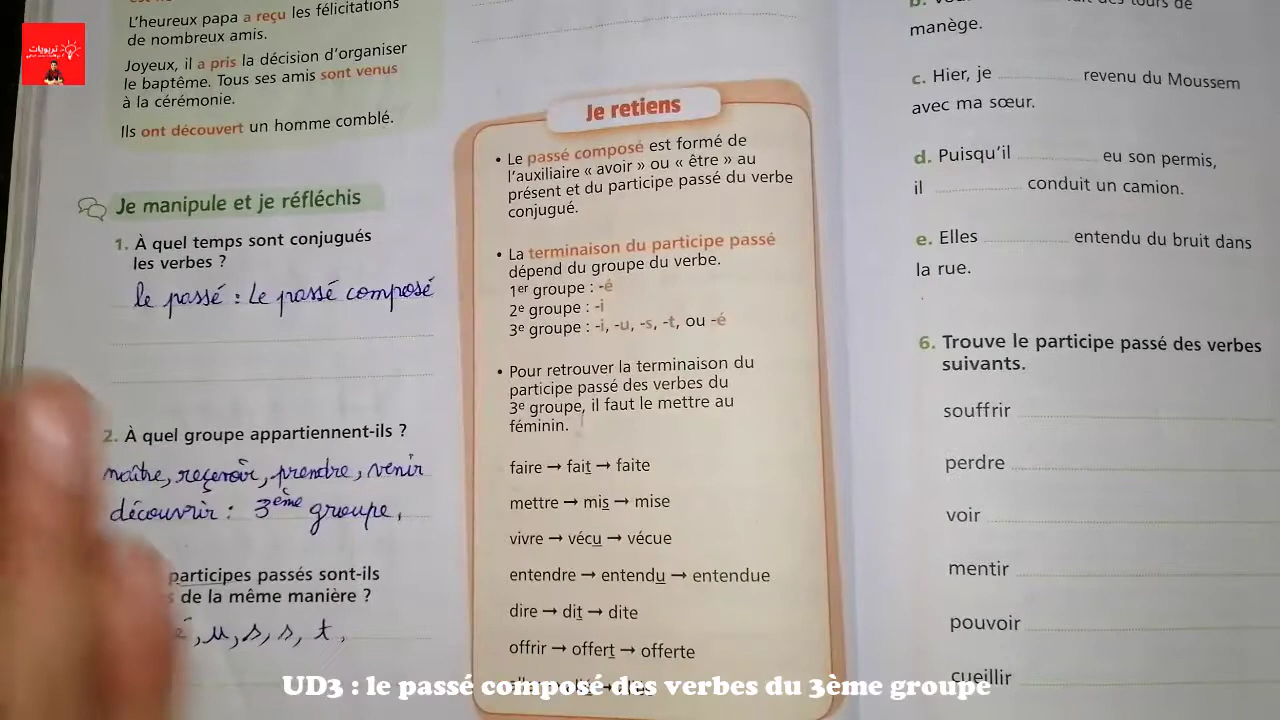 تربويات
L'heureux papa a reçu les félicitations
de nombreux amis.
Joyeux, il a pris la décision d'organiser
le baptême. Tous ses amis sont venus
à la cérémonie.
Ils ont découvert un homme comblé.
Je manipule et je réfléchis
1. À quel temps sont conjugués
les verbes ?
le passé : Le passé composé
2. À quel groupe appartiennent-ils ?
naître, reçevoir, prendre, venir
découvrir : 3ème groupe,
participes passés sont-ils
de la même manière ?
é, u, s, s, t,
Je retiens
• Le passé composé est formé de
l'auxiliaire « avoir » ou « être » au
présent et du participe passé du verbe
conjugué.
• La terminaison du participe passé
dépend du groupe du verbe.
1er groupe : -é
2e groupe : -i
3e groupe : -i, -u, -s, -t, ou -é
• Pour retrouver la terminaison du
participe passé des verbes du
3e groupe, il faut le mettre au
féminin.
faire → fait → faite
mettre → mis → mise
vivre → vécu → vécue
entendre → entendu → entendue
dire → dit → dite
offrir → offert → offerte
manège.
c. Hier, je ............ revenu du Moussem
avec ma sœur.
d. Puisqu'il ............ eu son permis,
il ............ conduit un camion.
e. Elles ............ entendu du bruit dans
la rue.
6. Trouve le participe passé des verbes
suivants.
souffrir
perdre
voir
mentir
pouvoir
cueillir
UD3 : le passé composé des verbes du 3ème groupe